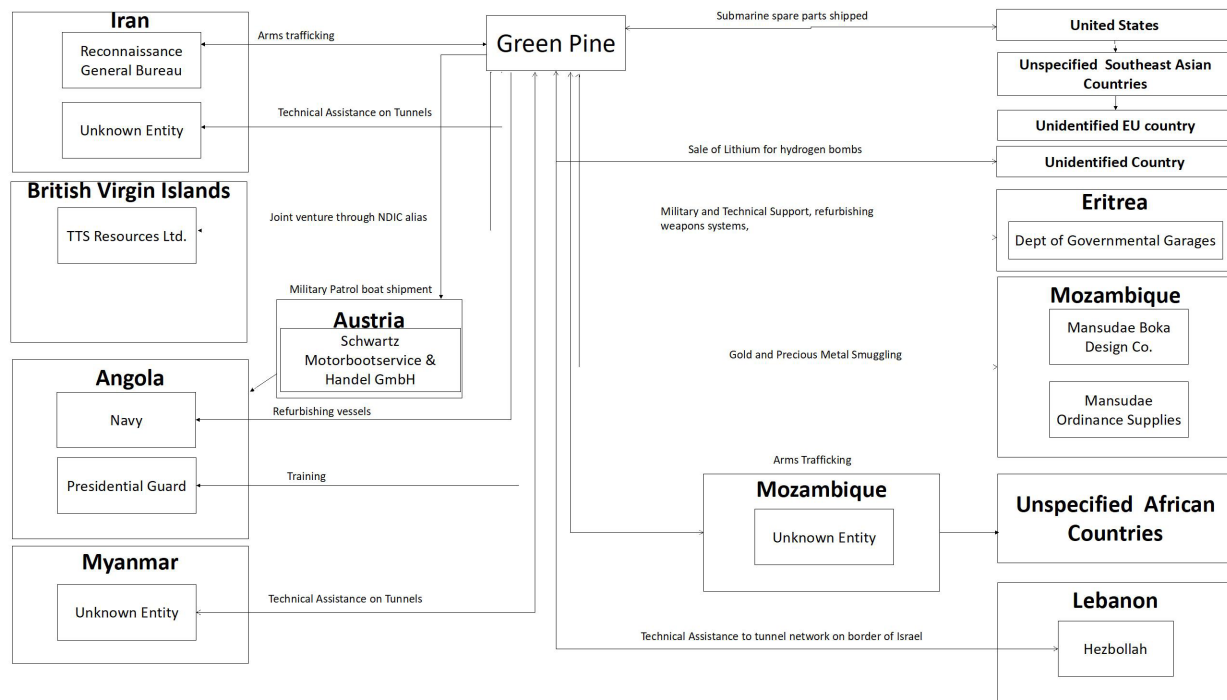 Iran
Reconnaissance
General Bureau
Unknown Entity
Arms trafficking
Technical Assistance on Tunnels
Green Pine
Submarine spare parts shipped
United States
Unspecified Southeast Asian
Countries
Unidentified EU country
Sale of Lithium for hydrogen bombs
Unidentified Country
British Virgin Islands
TTS Resources Ltd.
Joint venture through NDIC alias
Military and Technical Support, refurbishing
weapons systems,
Eritrea
Dept of Governmental Garages
Military Patrol boat shipment
Austria
Schwartz
Motorbootservice &
Handel GmbH
Mozambique
Mansudae Boka
Design Co.
Mansudae
Ordinance Supplies
Gold and Precious Metal Smuggling
Angola
Navy
Refurbishing vessels
Presidential Guard
Training
Arms Trafficking
Mozambique
Unknown Entity
Unspecified African
Countries
Myanmar
Unknown Entity
Technical Assistance on Tunnels
Technical Assistance to tunnel network on border of Israel
Lebanon
Hezbollah